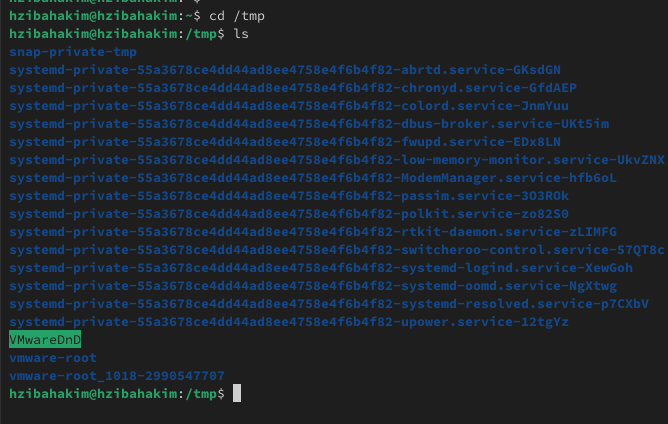 hzibahakim@hzibahakim:~$ cd /tmp
hzibahakim@hzibahakim:/tmp$ ls
snap-private-tmp
systemd-private-55a3678ce4dd44ad8ee4758e4f6b4f82-abrtd.service-GKsdGN
systemd-private-55a3678ce4dd44ad8ee4758e4f6b4f82-chronyd.service-GfdAEP
systemd-private-55a3678ce4dd44ad8ee4758e4f6b4f82-colord.service-JnmYuu
systemd-private-55a3678ce4dd44ad8ee4758e4f6b4f82-dbus-broker.service-UKt5im
systemd-private-55a3678ce4dd44ad8ee4758e4f6b4f82-fwupd.service-EDx8LN
systemd-private-55a3678ce4dd44ad8ee4758e4f6b4f82-low-memory-monitor.service-UkvZNX
systemd-private-55a3678ce4dd44ad8ee4758e4f6b4f82-ModemManager.service-hfb6oL
systemd-private-55a3678ce4dd44ad8ee4758e4f6b4f82-passim.service-3O3ROk
systemd-private-55a3678ce4dd44ad8ee4758e4f6b4f82-polkit.service-zo82S0
systemd-private-55a3678ce4dd44ad8ee4758e4f6b4f82-rtkit-daemon.service-zLIMFG
systemd-private-55a3678ce4dd44ad8ee4758e4f6b4f82-switcheroo-control.service-57QT8c
systemd-private-55a3678ce4dd44ad8ee4758e4f6b4f82-systemd-logind.service-XewGoh
systemd-private-55a3678ce4dd44ad8ee4758e4f6b4f82-systemd-oomd.service-NgXtwg
systemd-private-55a3678ce4dd44ad8ee4758e4f6b4f82-systemd-resolved.service-p7CXbV
systemd-private-55a3678ce4dd44ad8ee4758e4f6b4f82-upower.service-12tgYz
VMwareDnD
vmware-root
vmware-root_1018-2990547707
hzibahakim@hzibahakim:/tmp$